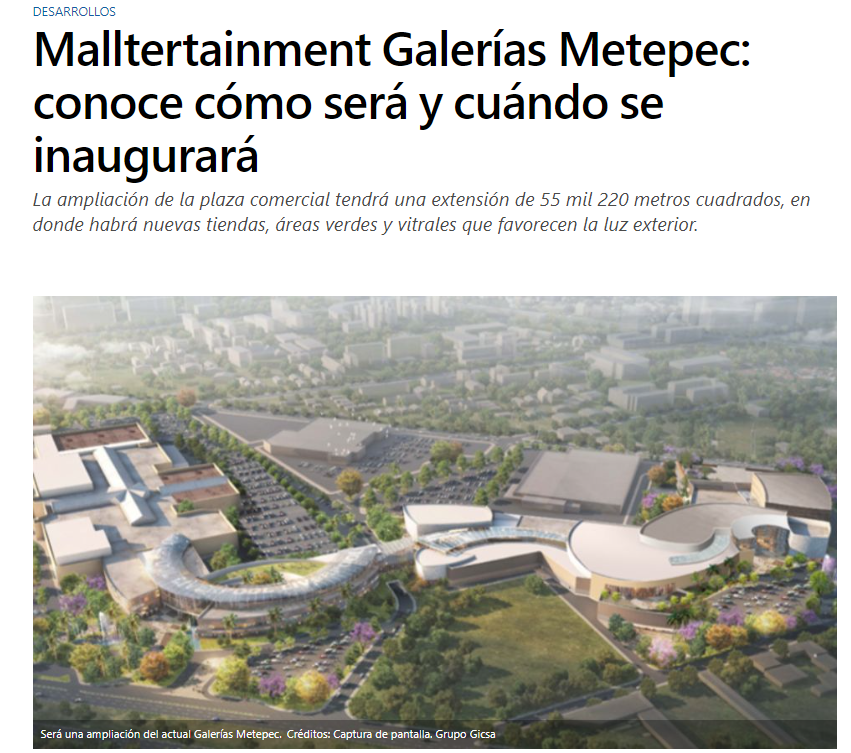 DESARROLLOS
Malltertainment Galerías Metepec:
conoce cómo será y cuándo se
inaugurará
La ampliación de la plaza comercial tendrá una extensión de 55 mil 220 metros cuadrados, en
donde habrá nuevas tiendas, áreas verdes y vitrales que favorecen la luz exterior.
Será una ampliación del actual Galerías Metepec. Créditos: Captura de pantalla, Grupo Gicsa